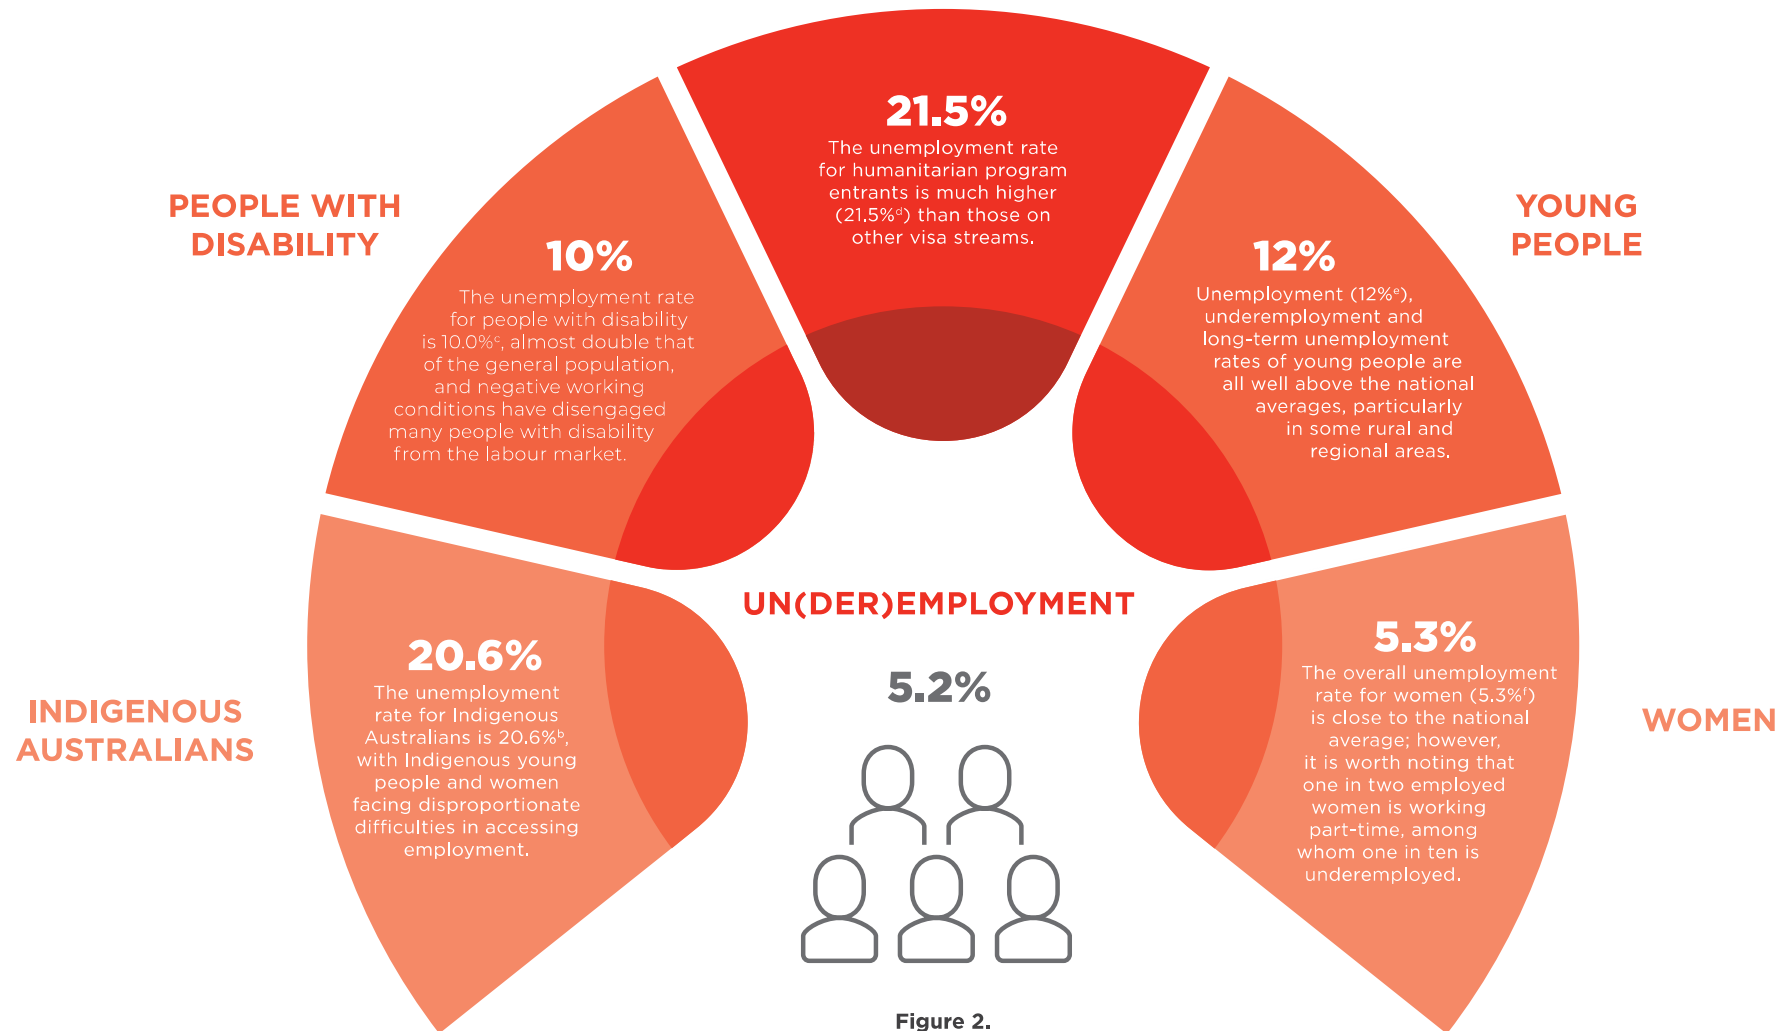 21.5%
The unemployment rate
for humanitarian program
entrants is much higher
(21.5%ᵈ) than those on
other visa streams.
PEOPLE WITH
DISABILITY
10%
The unemployment rate
for people with disability
is 10.0%ᶜ, almost double that
of the general population,
and negative working
conditions have disengaged
many people with disability
from the labour market.
YOUNG
PEOPLE
12%
Unemployment (12%ᵉ),
underemployment and
long-term unemployment
rates of young people are
all well above the national
averages, particularly
in some rural and
regional areas.
INDIGENOUS
AUSTRALIANS
20.6%
The unemployment
rate for Indigenous
Australians is 20.6%ᵇ,
with Indigenous young
people and women
facing disproportionate
difficulties in accessing
employment.
UN(DER)EMPLOYMENT
5.2%
5.3%
The overall unemployment
rate for women (5.3%ᶠ)
is close to the national
average; however,
it is worth noting that
one in two employed
women is working
part-time, among
whom one in ten is
underemployed.
WOMEN
Figure 2.